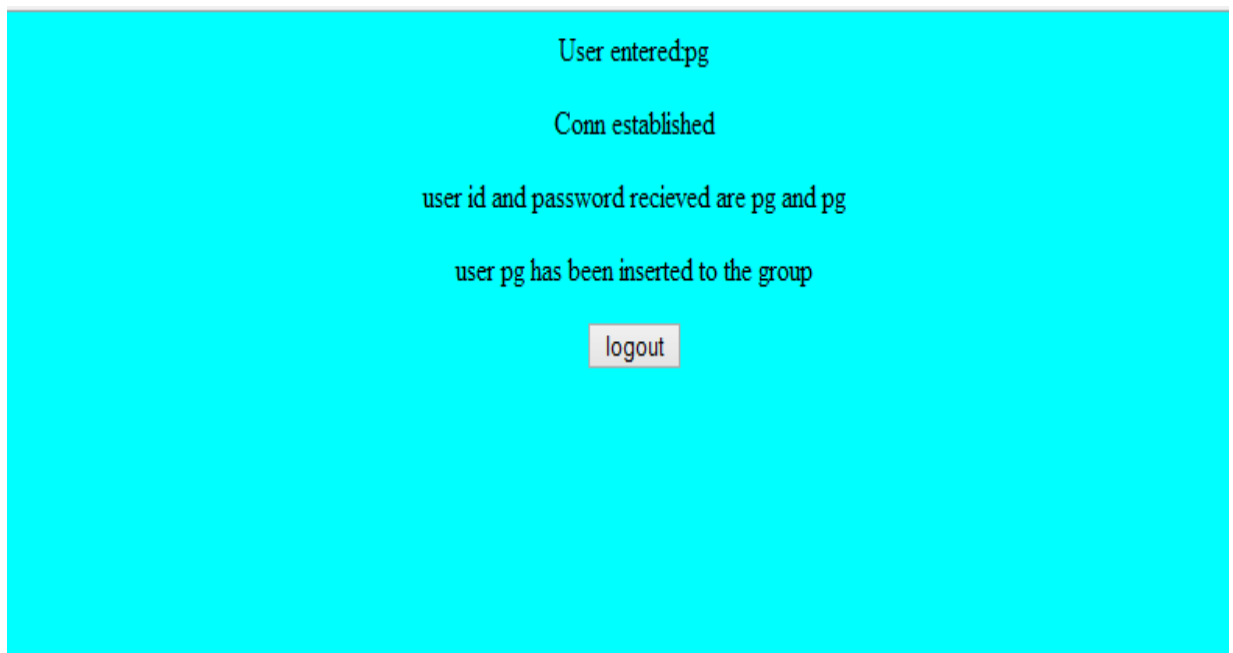 User entered:pg
Conn established
user id and password recieved are pg and pg
user pg has been inserted to the group
logout